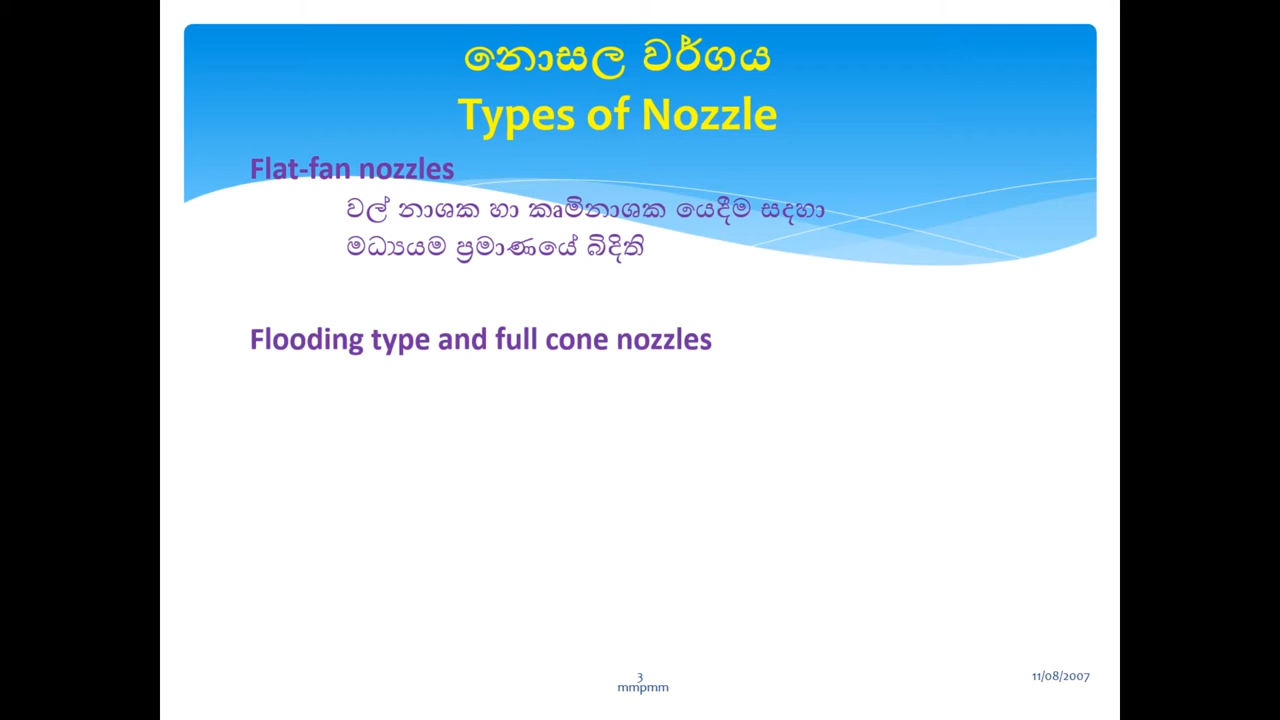 නොසල වර්ගය
Types of Nozzle
Flat-fan nozzles
වල් නාශක හා කෘමිනාශක යෙදීම සදහා
මධ්‍යයම ප්‍රමාණයේ බිදිති
Flooding type and full cone nozzles
3
mmpmm
11/08/2007